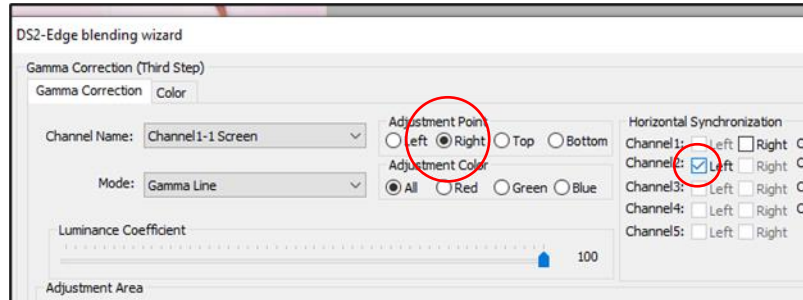 DS2-Edge blending wizard
Gamma Correction (Third Step)
Gamma Correction Color
Channel Name: Channel1-1 Screen
Mode: Gamma Line
Adjustment Point
Left Right Top Bottom
Adjustment Color
All Red Green Blue
Luminance Coefficient
100
Adjustment Area
Horizontal Synchronization
Channel1: Left Right
Channel2: Left Right
Channel3: Left Right
Channel4: Left Right
Channel5: Left Right